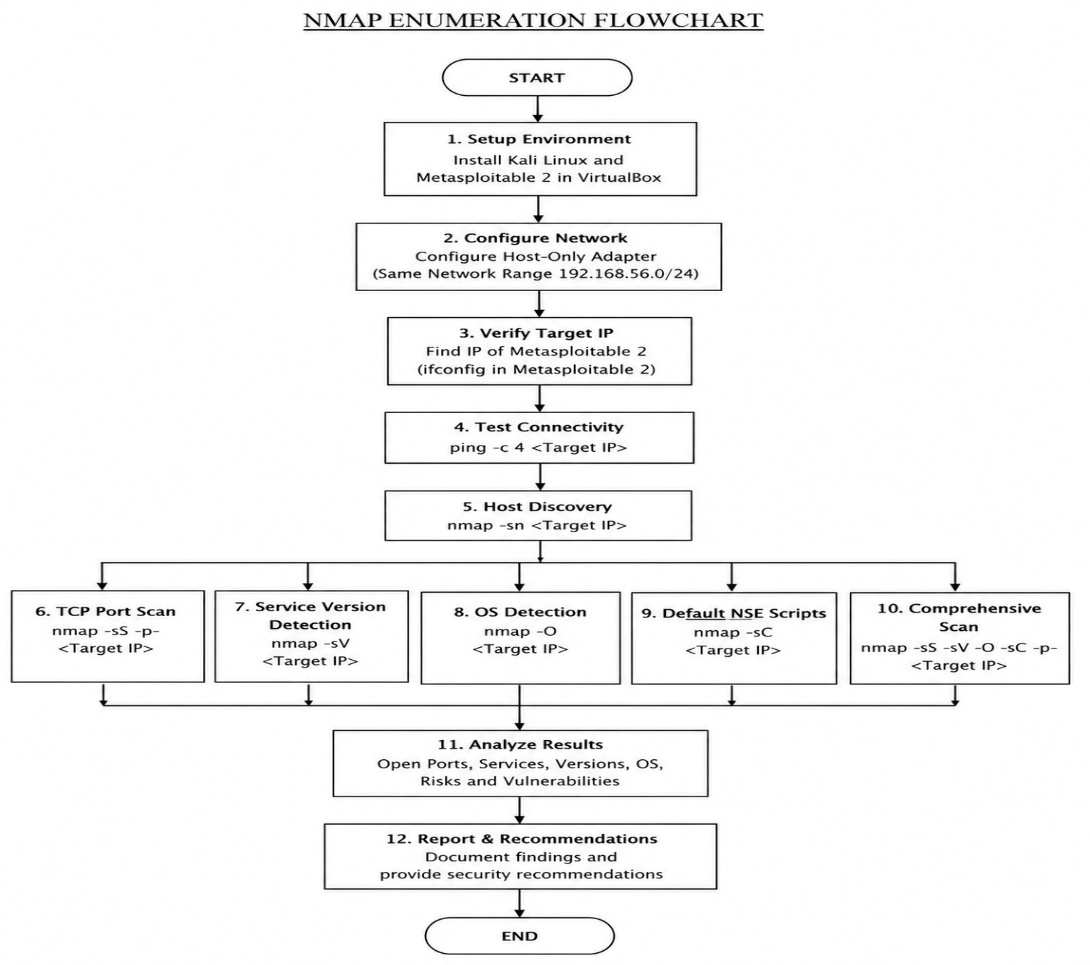 NMAP ENUMERATION FLOWCHART
START
1. Setup Environment
Install Kali Linux and
Metasploitable 2 in VirtualBox
2. Configure Network
Configure Host-Only Adapter
(Same Network Range 192.168.56.0/24)
3. Verify Target IP
Find IP of Metasploitable 2
(ifconfig in Metasploitable 2)
4. Test Connectivity
ping -c 4 <Target IP>
5. Host Discovery
nmap -sn <Target IP>
6. TCP Port Scan
nmap -sS -p-
<Target IP>
7. Service Version
Detection
nmap -sV
<Target IP>
8. OS Detection
nmap -O
<Target IP>
9. Default NSE Scripts
nmap -sC
<Target IP>
10. Comprehensive
Scan
nmap -sS -sV -O -sC -p-
<Target IP>
11. Analyze Results
Open Ports, Services, Versions, OS,
Risks and Vulnerabilities
12. Report & Recommendations
Document findings and
provide security recommendations
END